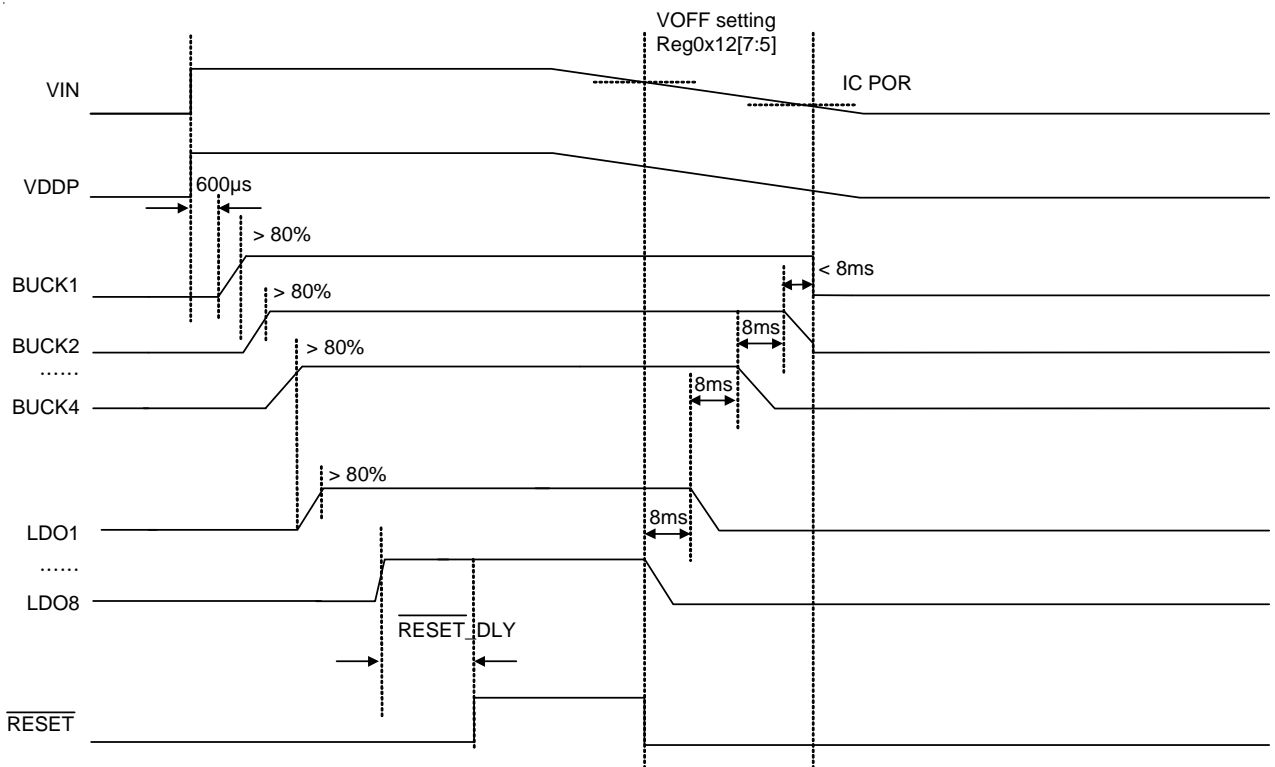 VOFF setting
Reg0x12[7:5]
VIN
IC POR
VDDP
600µs
> 80%
BUCK1
< 8ms
> 80%
8ms
BUCK2
> 80%
……
8ms
BUCK4
> 80%
LDO1
8ms
……
LDO8
RESET_DLY
RESET